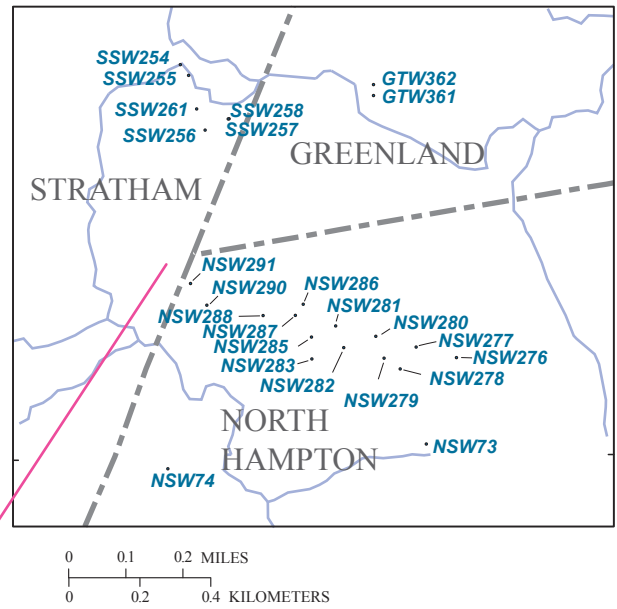 SSW254
SSW255
GTW362
GTW361
SSW261
SSW258
SSW257
SSW256
GREENLAND
STRATHAM
NSW291
NSW290
NSW286
NSW281
NSW288
NSW287
NSW280
NSW285
NSW277
NSW283
NSW276
NSW282
NSW278
NSW279
NORTH
HAMPTON
NSW73
NSW74
0 0.1 0.2 MILES
0 0.2 0.4 KILOMETERS